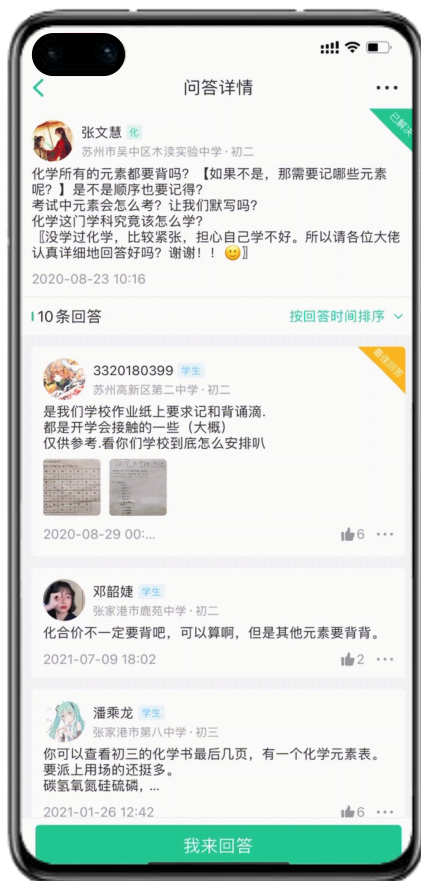 问答详情
已解决
张文慧 化
苏州市吴中区木渎实验中学·初二
化学所有的元素都要背吗？【如果不是，那需要记哪些元素
呢？】是不是顺序也要记得？
考试中元素会怎么考？让我们默写吗？
化学这门学科究竟该怎么学？
〖没学过化学，比较紧张，担心自己学不好。所以请各位大佬
认真详细地回答好吗？谢谢！！🙂〗
2020-08-23 10:16
10条回答 按回答时间排序
最佳回答
3320180399 学生
苏州高新区第二中学·初二
是我们学校作业纸上要求记和背诵滴.
都是开学会接触的一些（大概）
仅供参考.看你们学校到底怎么安排叭
2020-08-29 00:... 6
邓韶婕 学生
张家港市鹿苑中学·初二
化合价不一定要背吧，可以算啊，但是其他元素要背背。
2021-07-09 18:02 2
潘乘龙 学生
张家港市第八中学·初三
你可以查看初三的化学书最后几页，有一个化学元素表。
要派上用场的还挺多。
碳氢氧氮硅硫磷，...
2021-01-26 12:42 6
我来回答